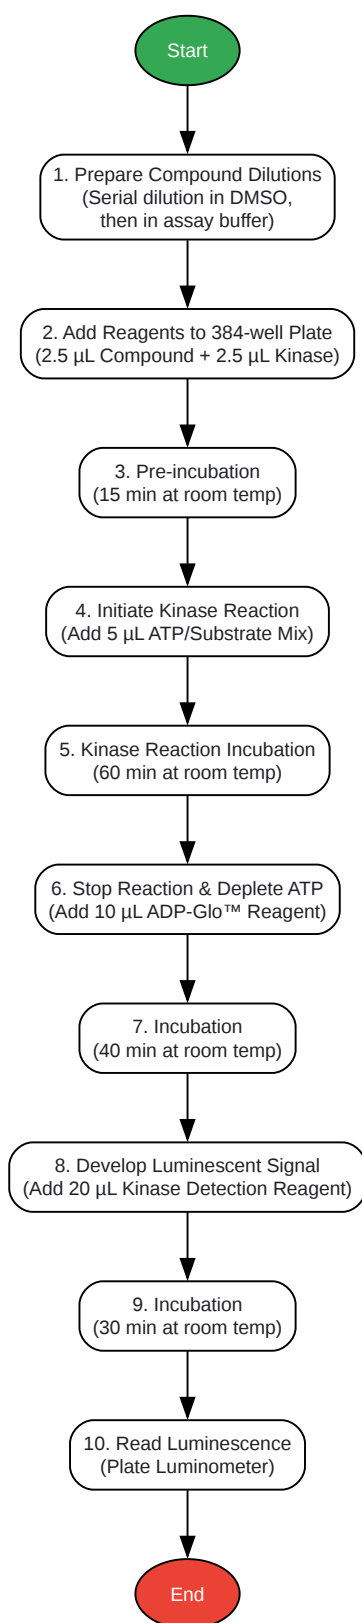 Start
1. Prepare Compound Dilutions
(Serial dilution in DMSO,
then in assay buffer)
2. Add Reagents to 384-well Plate
(2.5 µL Compound + 2.5 µL Kinase)
3. Pre-incubation
(15 min at room temp)
4. Initiate Kinase Reaction
(Add 5 µL ATP/Substrate Mix)
5. Kinase Reaction Incubation
(60 min at room temp)
6. Stop Reaction & Deplete ATP
(Add 10 µL ADP-Glo™ Reagent)
7. Incubation
(40 min at room temp)
8. Develop Luminescent Signal
(Add 20 µL Kinase Detection Reagent)
9. Incubation
(30 min at room temp)
10. Read Luminescence
(Plate Luminometer)
End